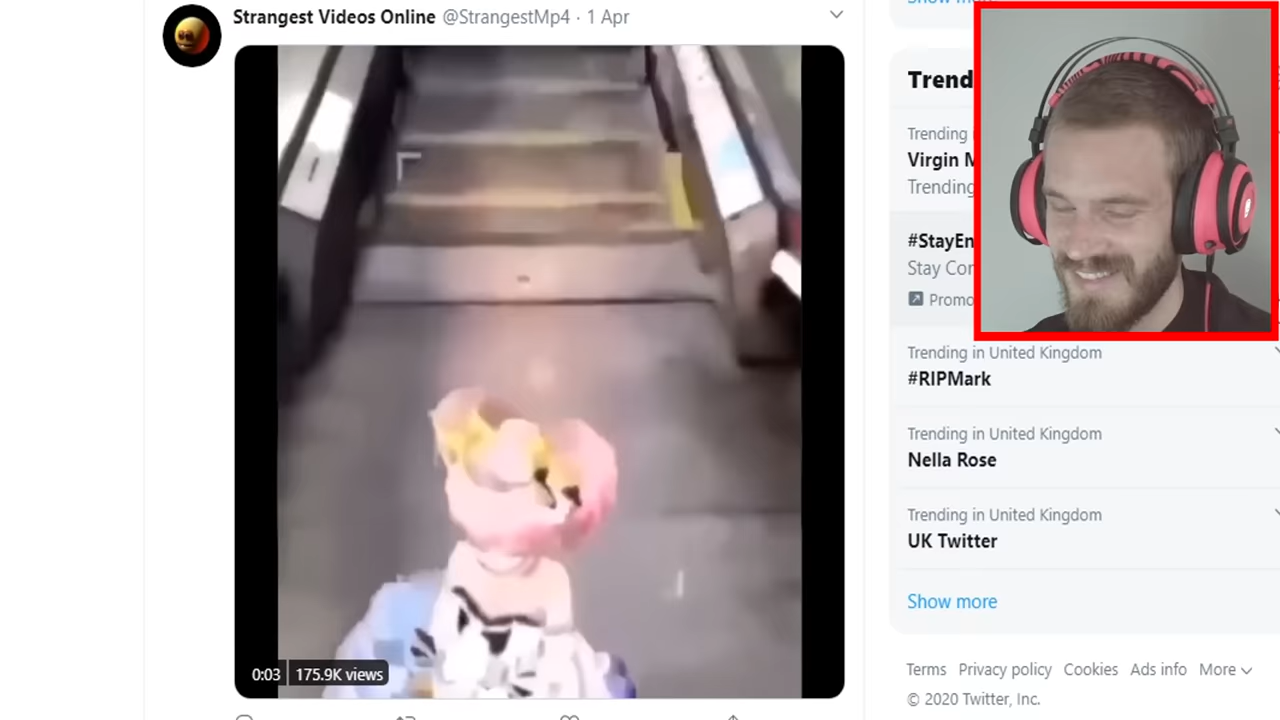 Strangest Videos Online @StrangestMp4 · 1 Apr
0:03 175.9K views
Show more
Trend
Trending
Virgin M
Trending
#StayEn
Stay Cor
Promo
Trending in United Kingdom
#RIPMark
Trending in United Kingdom
Nella Rose
Trending in United Kingdom
UK Twitter
Show more
Terms Privacy policy Cookies Ads info More
© 2020 Twitter, Inc.